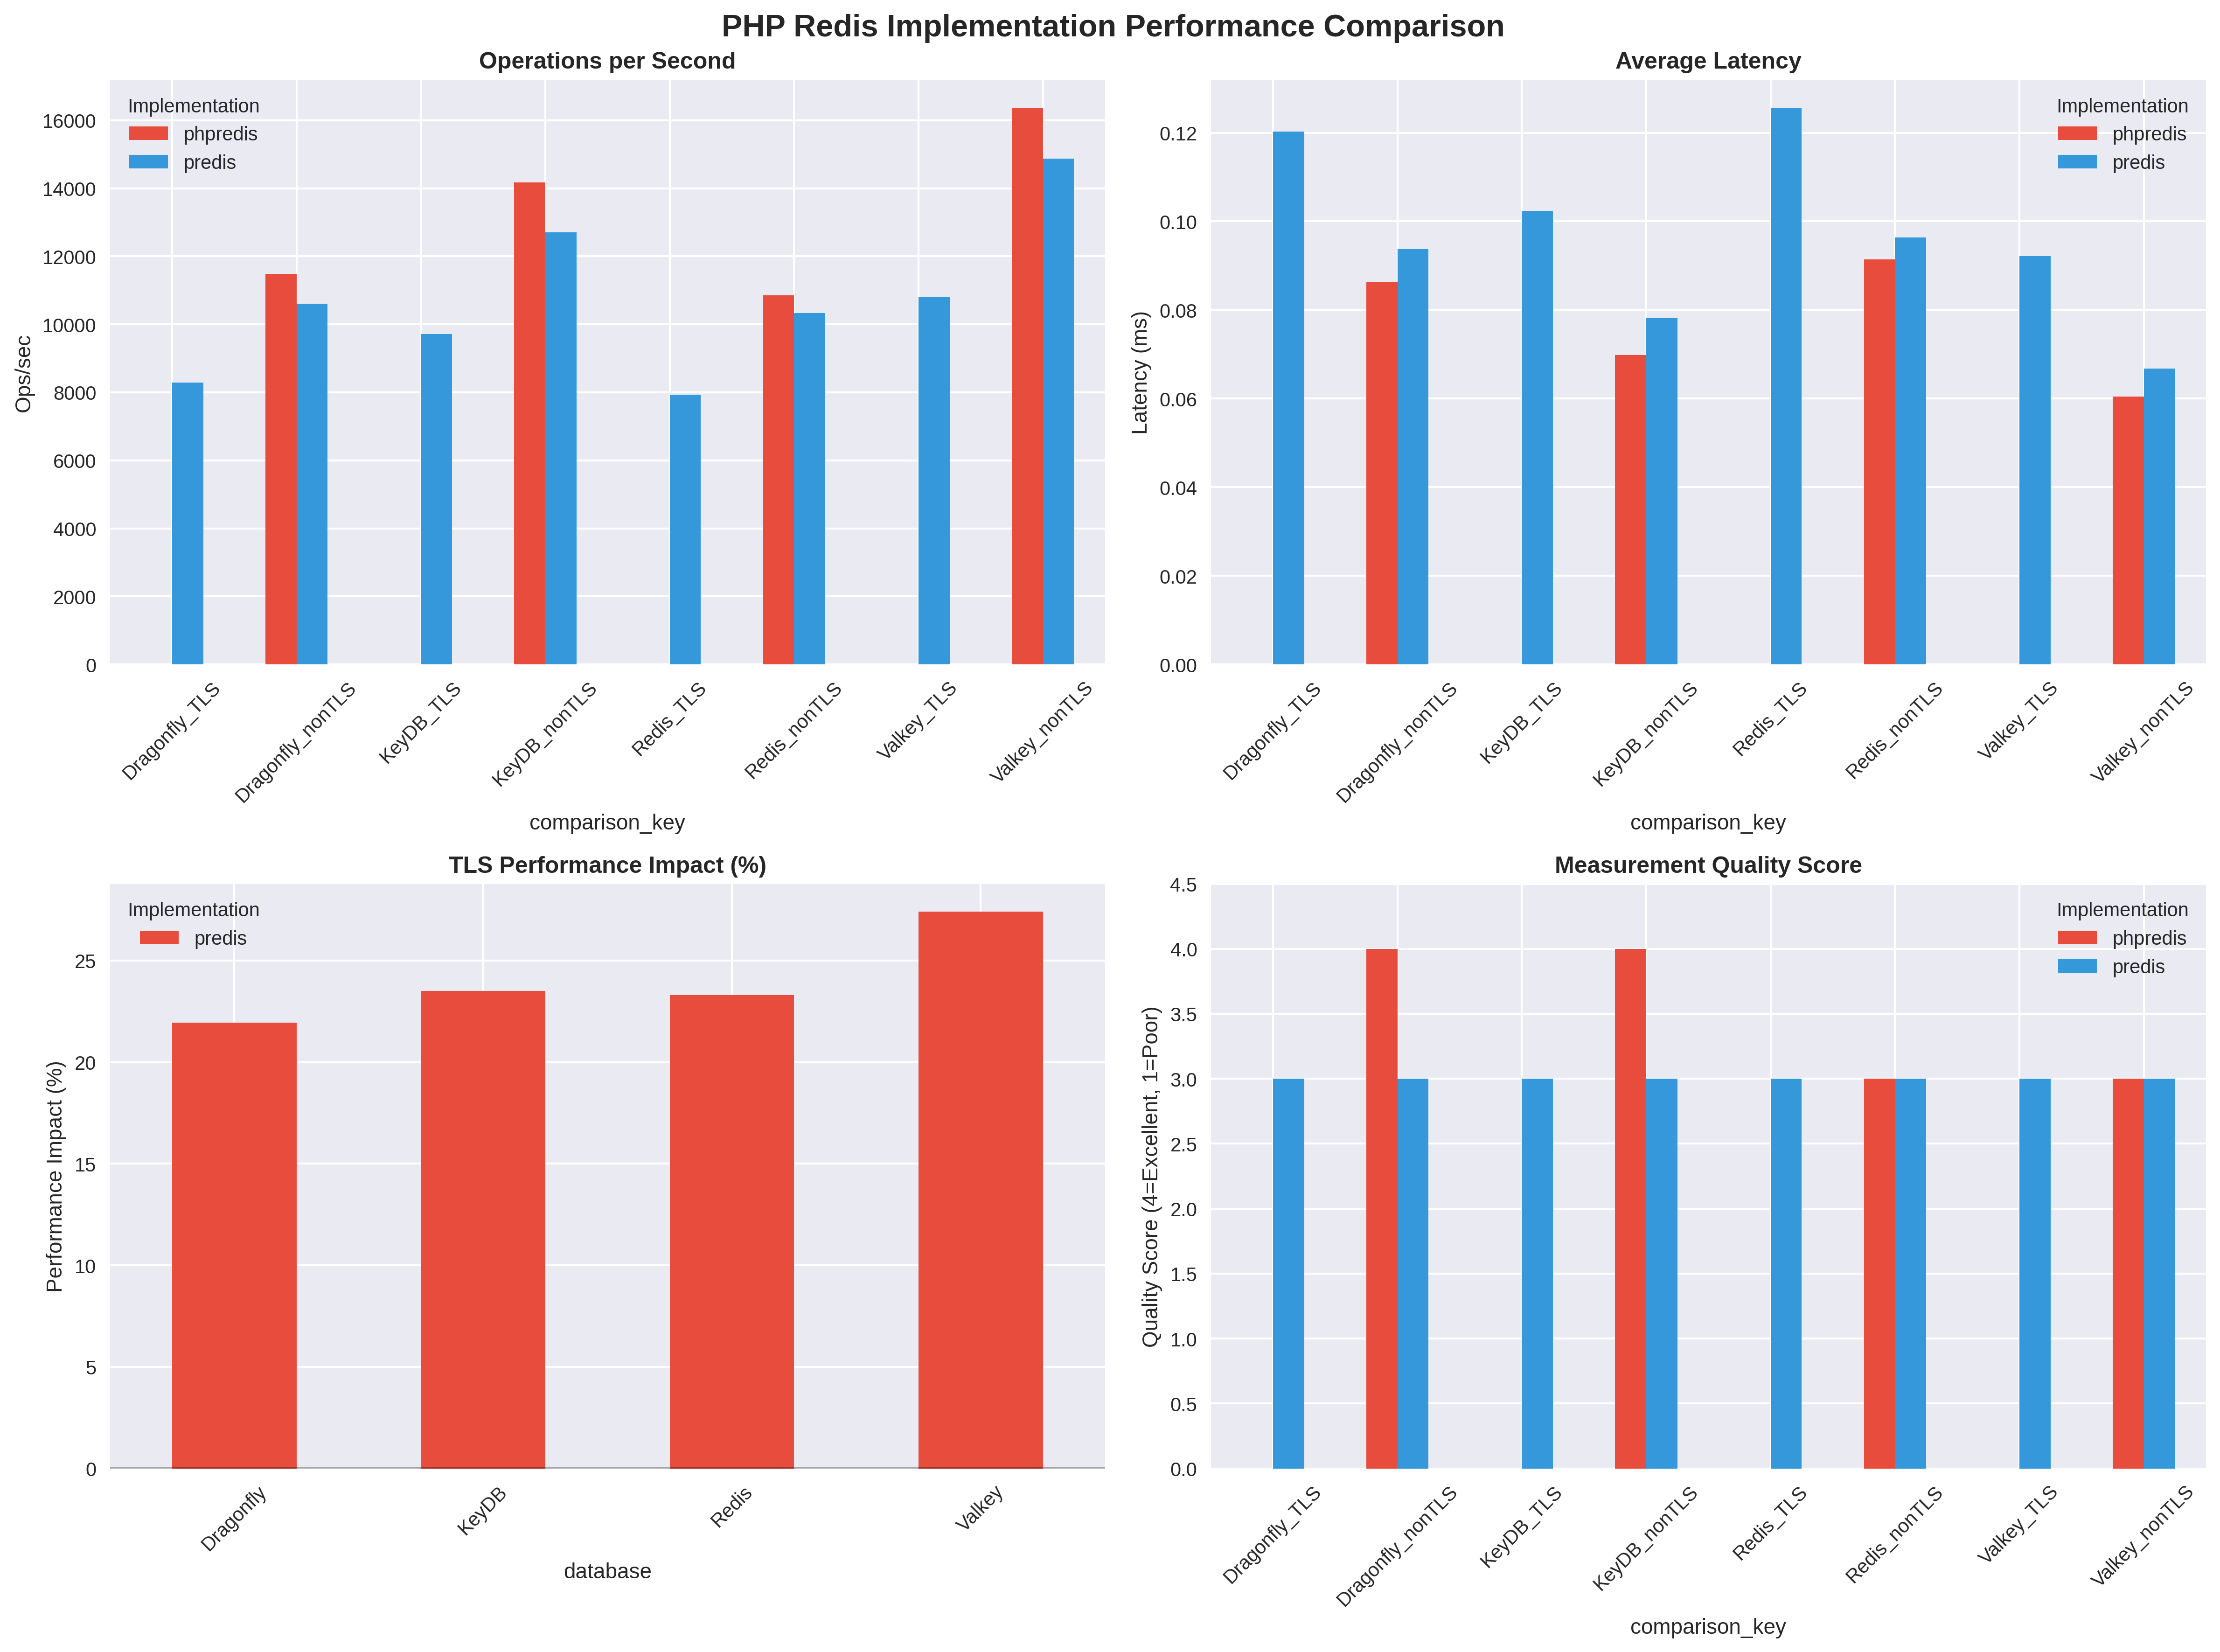 PHP Redis Implementation Performance Comparison
Operations per Second
Implementation
phpredis
predis
16000
14000
12000
10000
8000
6000
4000
2000
0
Ops/sec
Dragonfly_TLS
Dragonfly_nonTLS
KeyDB_TLS
KeyDB_nonTLS
Redis_TLS
Redis_nonTLS
Valkey_TLS
Valkey_nonTLS
comparison_key
Average Latency
Implementation
phpredis
predis
0.12
0.10
0.08
0.06
0.04
0.02
0.00
Latency (ms)
Dragonfly_TLS
Dragonfly_nonTLS
KeyDB_TLS
KeyDB_nonTLS
Redis_TLS
Redis_nonTLS
Valkey_TLS
Valkey_nonTLS
comparison_key
TLS Performance Impact (%)
Implementation
predis
25
20
15
10
5
0
Performance Impact (%)
Dragonfly
KeyDB
Redis
Valkey
database
Measurement Quality Score
Implementation
phpredis
predis
4.5
4.0
3.5
3.0
2.5
2.0
1.5
1.0
0.5
0.0
Quality Score (4=Excellent, 1=Poor)
Dragonfly_TLS
Dragonfly_nonTLS
KeyDB_TLS
KeyDB_nonTLS
Redis_TLS
Redis_nonTLS
Valkey_TLS
Valkey_nonTLS
comparison_key